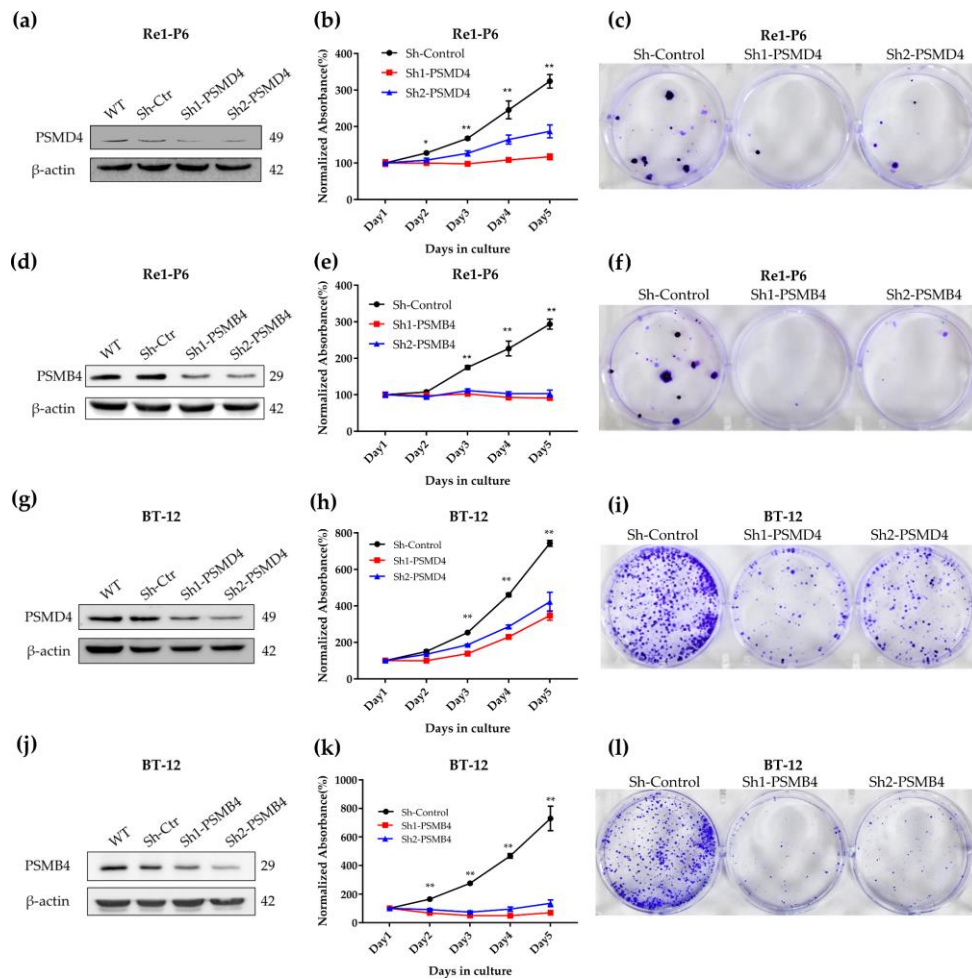 (a)
Re1-P6
WT Sh-Ctr Sh1-PSMD4 Sh2-PSMD4
PSMD4 49
β-actin 42
(b)
Re1-P6
Normalized Absorbance(%)
400
300
200
100
0
Sh-Control
Sh1-PSMD4
Sh2-PSMD4
* ** ** **
Day1 Day2 Day3 Day4 Day5
Days in culture
(c)
Re1-P6
Sh-Control Sh1-PSMD4 Sh2-PSMD4
(d)
Re1-P6
WT Sh-Ctr Sh1-PSMB4 Sh2-PSMB4
PSMB4 29
β-actin 42
(e)
Re1-P6
Normalized Absorbance(%)
400
300
200
100
0
Sh-Control
Sh1-PSMB4
Sh2-PSMB4
** ** **
Day1 Day2 Day3 Day4 Day5
Days in culture
(f)
Re1-P6
Sh-Control Sh1-PSMB4 Sh2-PSMB4
(g)
BT-12
WT Sh-Ctr Sh1-PSMD4 Sh2-PSMD4
PSMD4 49
β-actin 42
(h)
BT-12
Normalized Absorbance(%)
800
600
400
200
0
Sh-Control
Sh1-PSMD4
Sh2-PSMD4
** ** **
Day1 Day2 Day3 Day4 Day5
Days in culture
(i)
BT-12
Sh-Control Sh1-PSMD4 Sh2-PSMD4
(j)
BT-12
WT Sh-Ctr Sh1-PSMB4 Sh2-PSMB4
PSMB4 29
β-actin 42
(k)
BT-12
Normalized Absorbance(%)
1000
800
600
400
200
0
Sh-Control
Sh1-PSMB4
Sh2-PSMB4
** ** ** **
Day1 Day2 Day3 Day4 Day5
Days in culture
(l)
BT-12
Sh-Control Sh1-PSMB4 Sh2-PSMB4